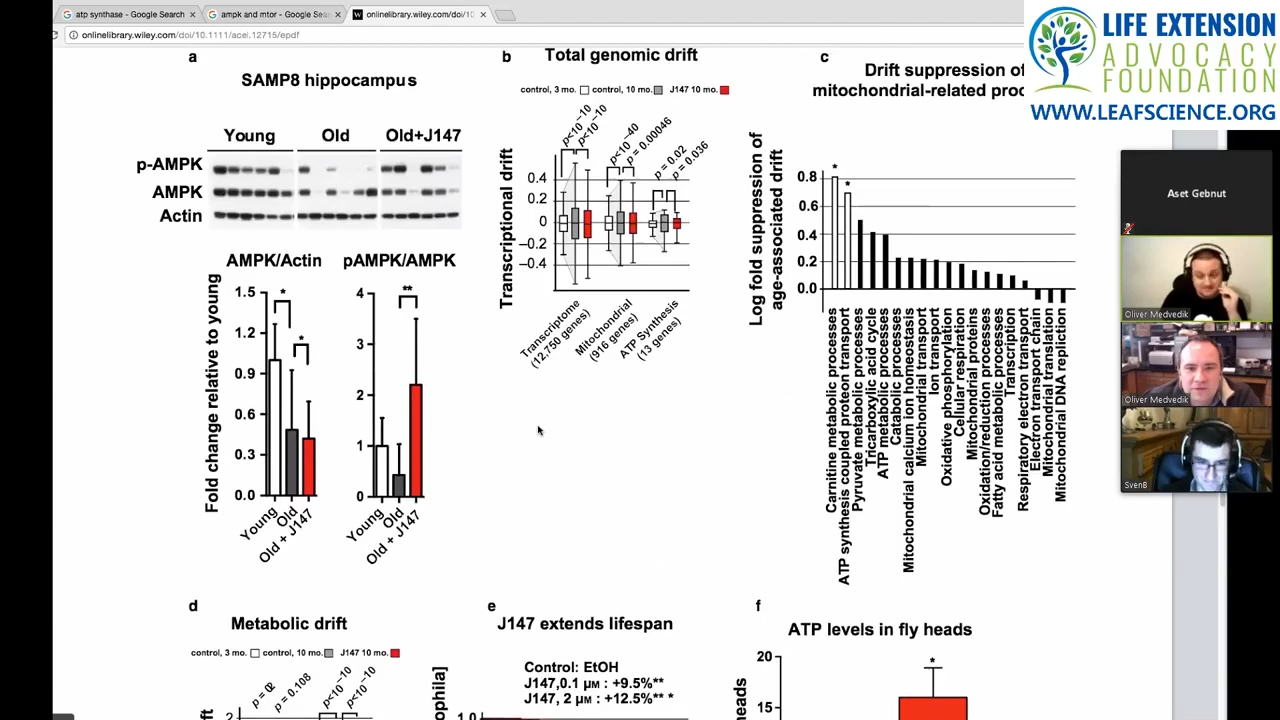 atp synthase - Google Search
ampk and mtor - Google Sea
onlinelibrary.wiley.com/doi/10
onlinelibrary.wiley.com/doi/10.1111/acel.12715/epdf
LIFE EXTENSION
ADVOCACY
FOUNDATION
WWW.LEAFSCIENCE.ORG
a
SAMP8 hippocampus
Young
Old
Old+J147
p-AMPK
AMPK
Actin
AMPK/Actin
pAMPK/AMPK
Fold change relative to young
1.5
1.2
0.9
0.6
0.3
0.0
*
*
Young
Old
Old + J147
4
3
2
1
0
**
Young
Old
Old + J147
b
Total genomic drift
control, 3 mo.
control, 10 mo.
J147 10 mo.
p<10⁻¹⁰
p<10⁻¹⁰
p<10⁻⁴⁰
p = 0.00046
p = 0.02
p = 0.036
Transcriptional drift
0.4
0.2
0
−0.2
−0.4
Transcriptome
(12,750 genes)
Mitochondrial
(916 genes)
ATP Synthesis
(13 genes)
c
Drift suppression of
mitochondrial-related proc
Log fold suppression of
age-associated drift
0.8
0.6
0.4
0.2
0.0
*
*
Carnitine metabolic processes
ATP synthesis coupled proton transport
Pyruvate metabolic processes
Tricarboxylic acid cycle
ATP metabolic processes
Catabolic processes
Mitochondrial calcium ion homeostasis
Mitochondrial transport
Ion transport
Oxidative phosphorylation
Cellular respiration
Mitochondrial proteins
Oxidation/reduction processes
Fatty acid metabolic processes
Transcription
Respiratory electron transport
Electron transport chain
Mitochondrial translation
Mitochondrial DNA repliction
Aset Gebnut
Oliver Medvedik
Oliver Medvedik
SvenB
d
Metabolic drift
control, 3 mo.
control, 10 mo.
J147 10 mo.
p = 0.108
p<10⁻¹⁰
p<10⁻¹⁰
2
e
J147 extends lifespan
Control: EtOH
J147,0.1 µM : +9.5%**
J147, 2 µM : +12.5%** *
1.0
f
ATP levels in fly heads
20
15
*